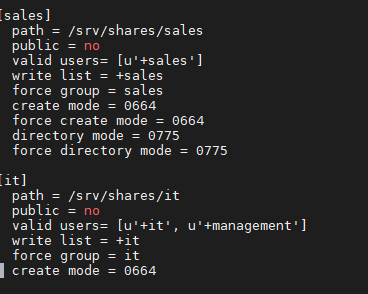 [sales]
path = /srv/shares/sales
public = no
valid users= [u'+sales']
write list = +sales
force group = sales
create mode = 0664
force create mode = 0664
directory mode = 0775
force directory mode = 0775
[it]
path = /srv/shares/it
public = no
valid users= [u'+it', u'+management']
write list = +it
force group = it
create mode = 0664